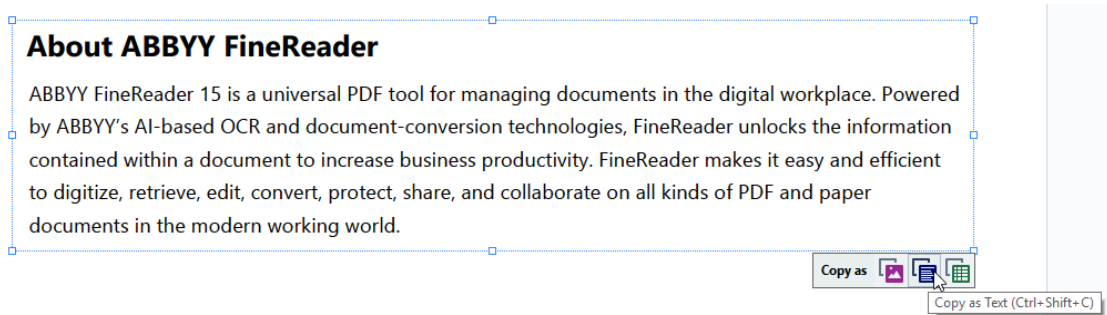 About ABBYY FineReader
ABBYY FineReader 15 is a universal PDF tool for managing documents in the digital workplace. Powered
by ABBYY’s AI-based OCR and document-conversion technologies, FineReader unlocks the information
contained within a document to increase business productivity. FineReader makes it easy and efficient
to digitize, retrieve, edit, convert, protect, share, and collaborate on all kinds of PDF and paper
documents in the modern working world.
Copy as
Copy as Text (Ctrl+Shift+C)